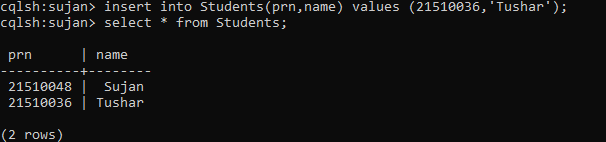 cqlsh:sujan> insert into Students(prn,name) values (21510036,'Tushar');
cqlsh:sujan> select * from Students;
 prn      | name
----------+--------
 21510048 |  Sujan
 21510036 | Tushar
(2 rows)